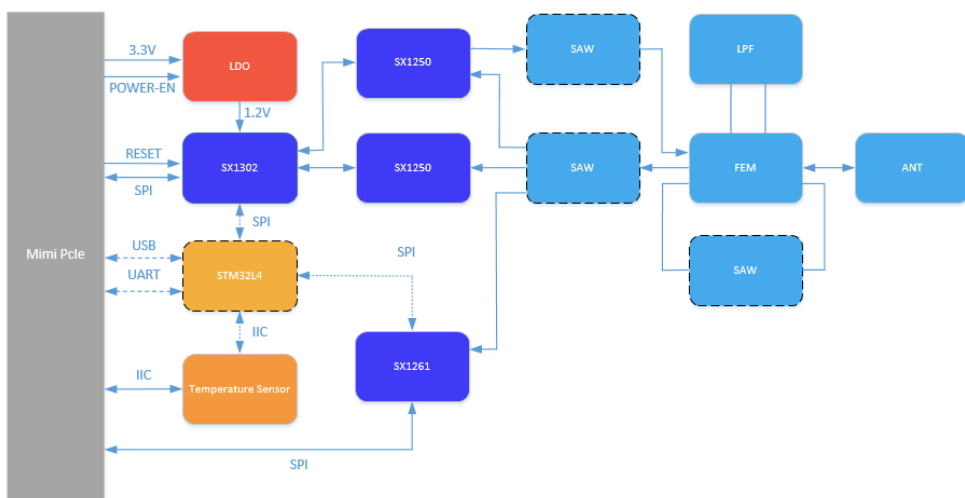 3.3V
LDO
POWER-EN
1.2V
SX1250
SAW
LPF
RESET
SX1302
SPI
SX1250
SAW
FEM
ANT
SPI
Mimi Pcle
USB
STM32L4
UART
SPI
SAW
IIC
SX1261
IIC
Temperature Sensor
SPI